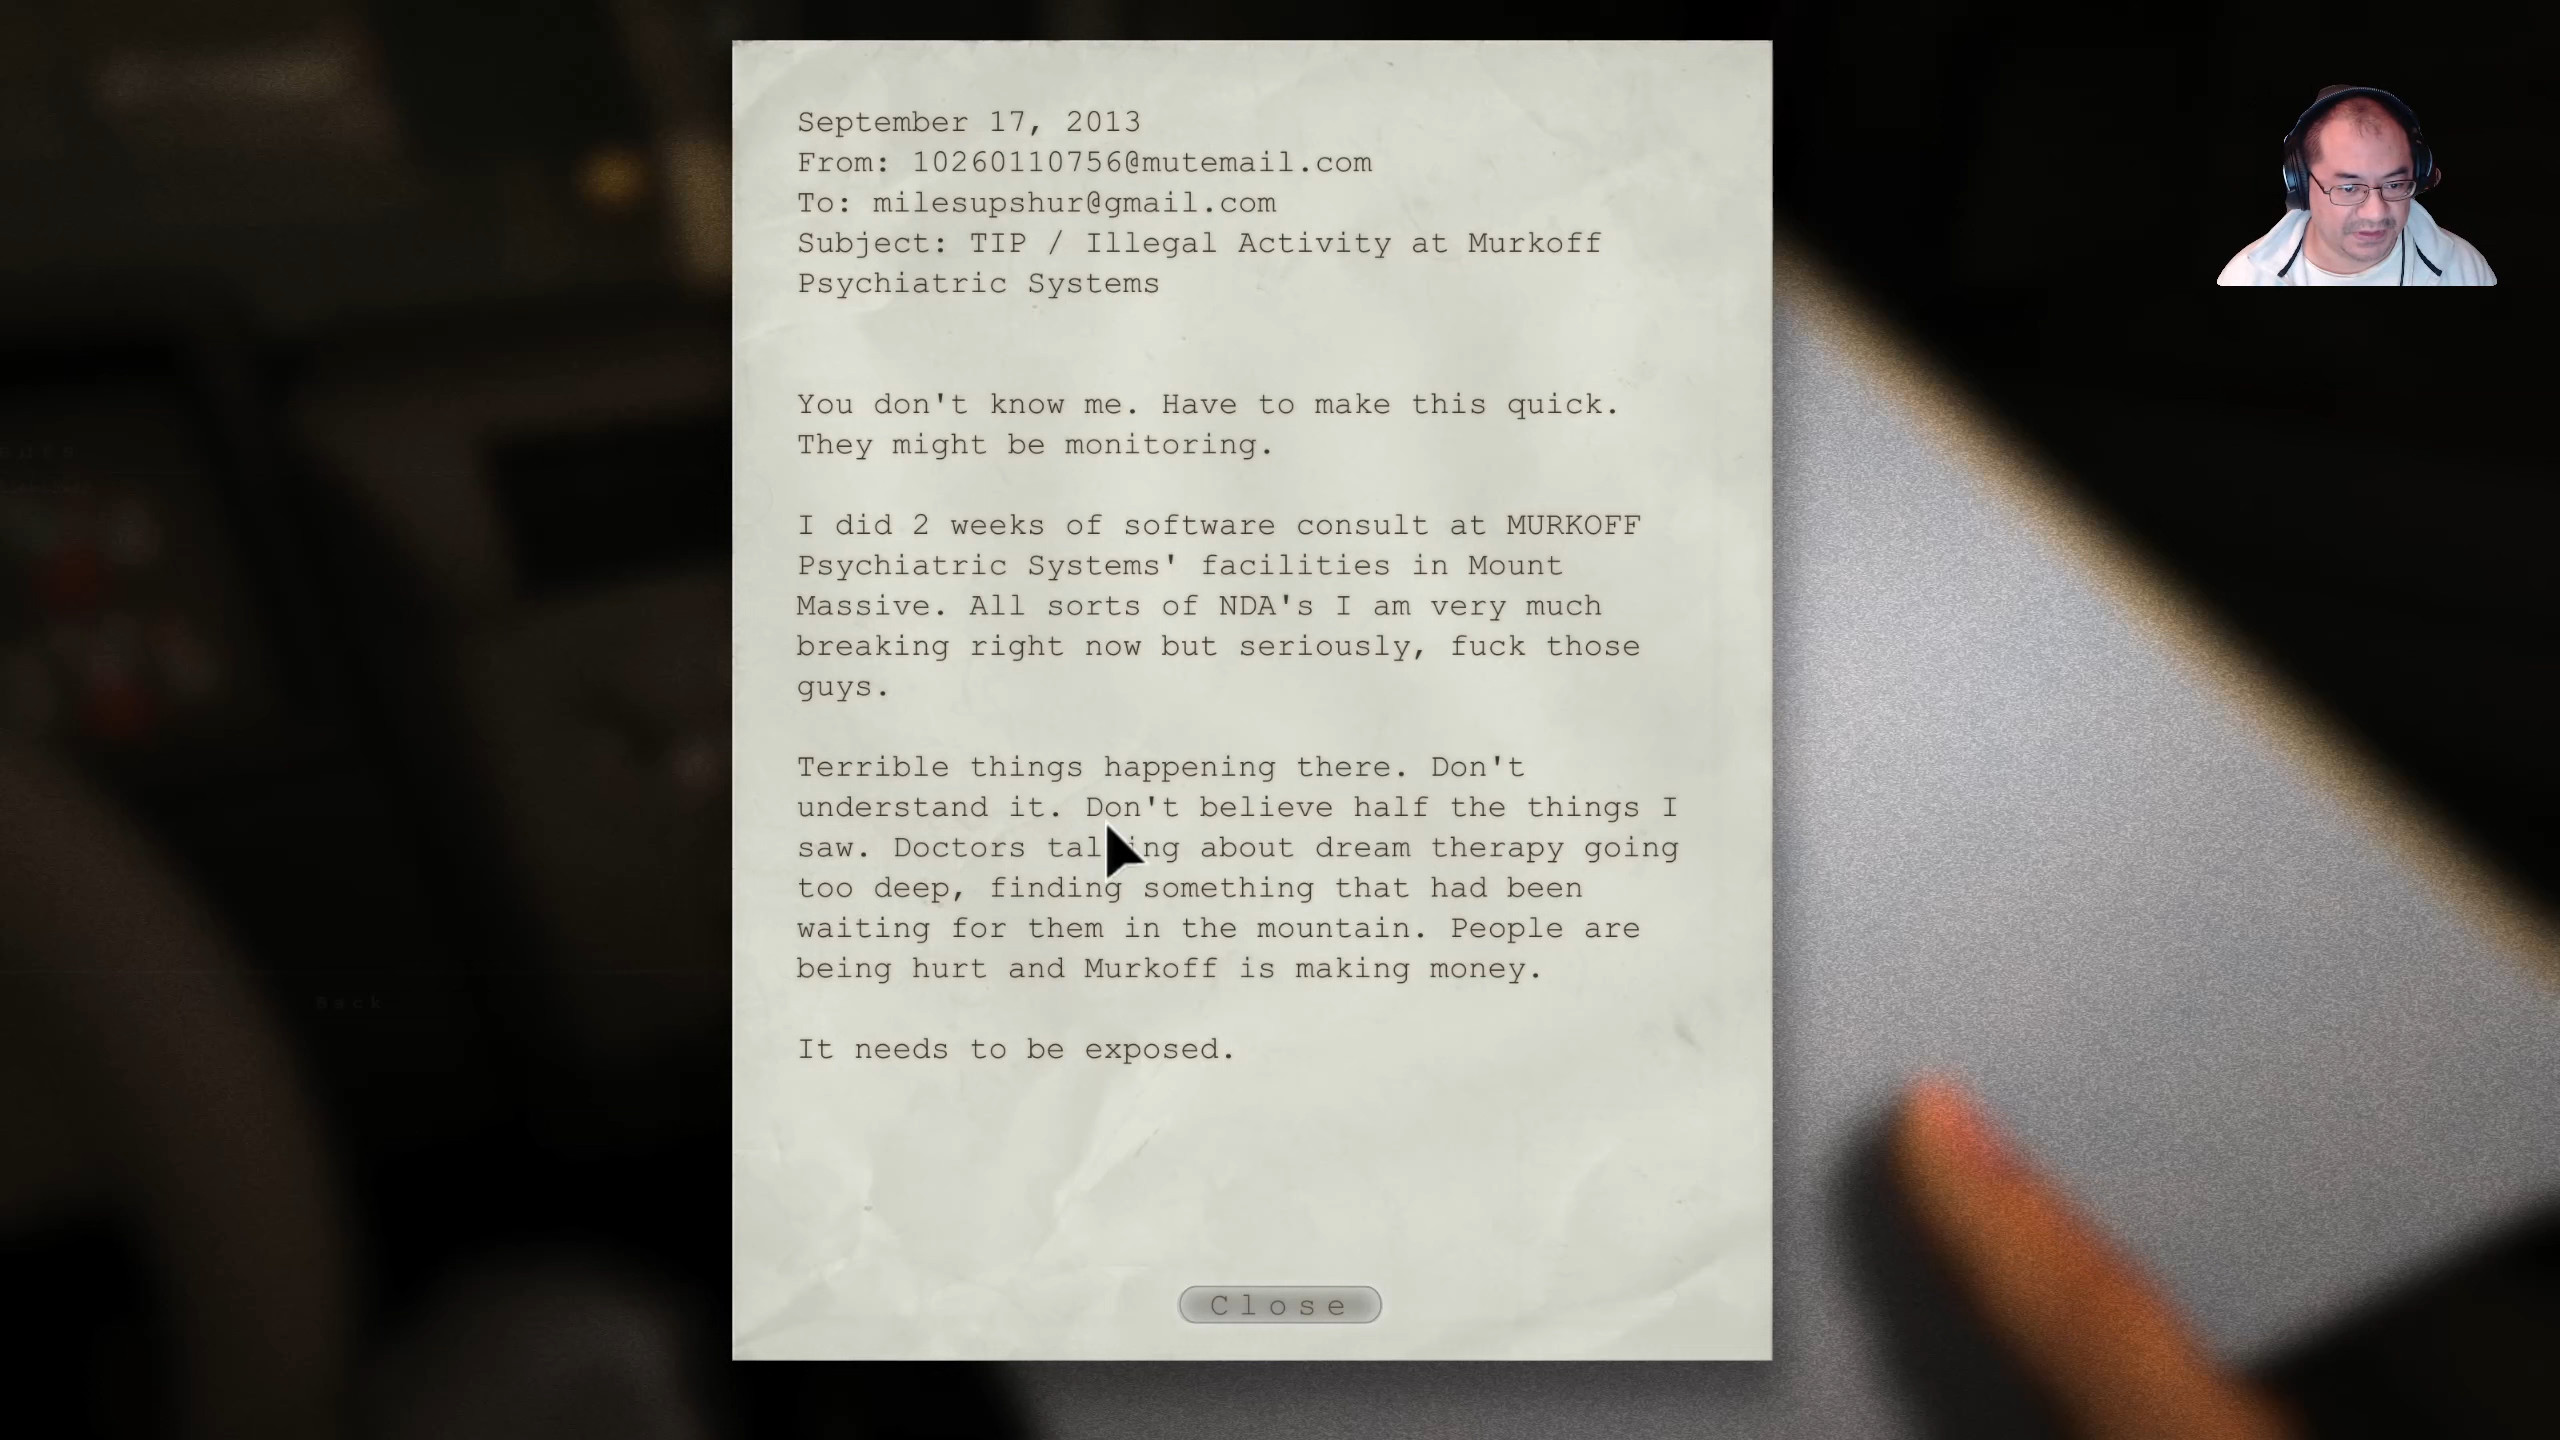 September 17, 2013
From: 10260110756@mutemail.com
To: milesupshur@gmail.com
Subject: TIP / Illegal Activity at Murkoff
Psychiatric Systems
You don't know me. Have to make this quick.
They might be monitoring.
I did 2 weeks of software consult at MURKOFF
Psychiatric Systems' facilities in Mount
Massive. All sorts of NDA's I am very much
breaking right now but seriously, fuck those
guys.
Terrible things happening there. Don't
understand it. Don't believe half the things I
saw. Doctors talking about dream therapy going
too deep, finding something that had been
waiting for them in the mountain. People are
being hurt and Murkoff is making money.
It needs to be exposed.
Close
Back